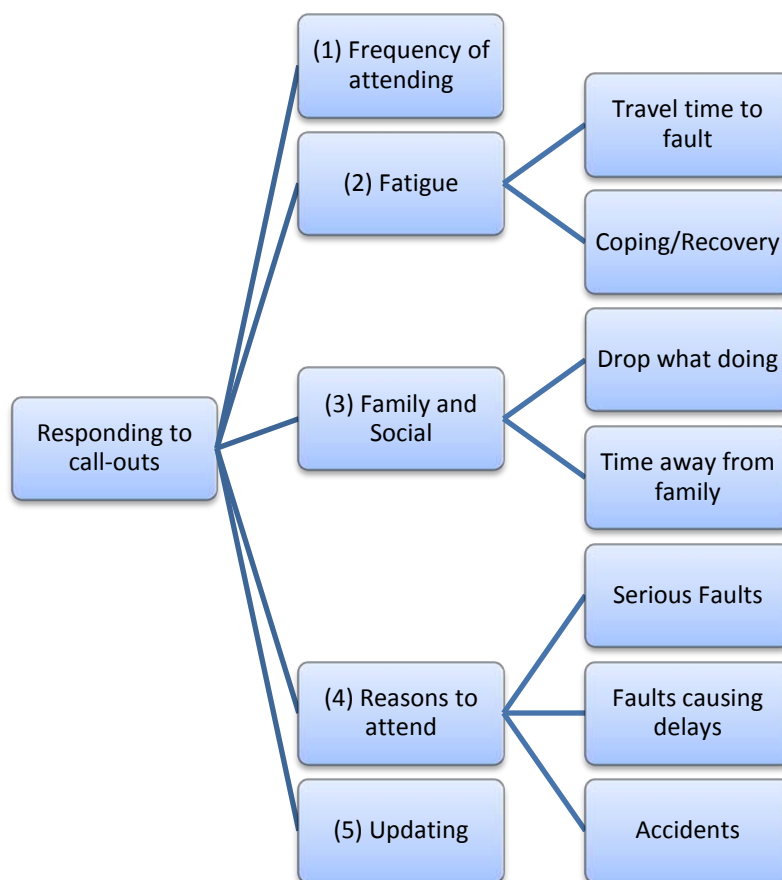 (1) Frequency of
attending
Travel time to
fault
(2) Fatigue
Coping/Recovery
Drop what doing
(3) Family and
Social
Responding to
call-outs
Time away from
family
Serious Faults
(4) Reasons to
attend
Faults causing
delays
(5) Updating
Accidents